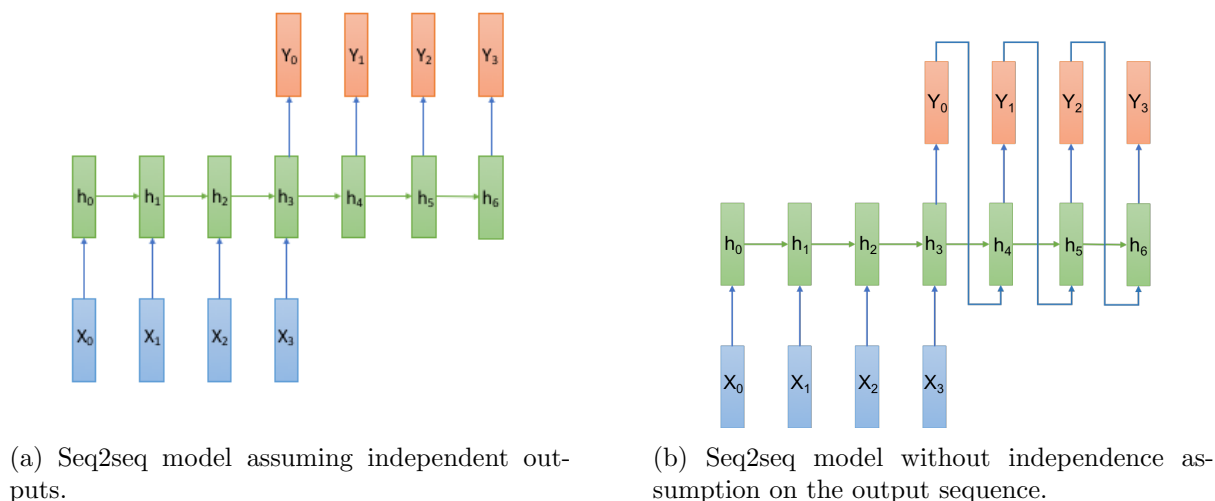 Y₀ Y₁ Y₂ Y₃
h₀ h₁ h₂ h₃ h₄ h₅ h₆
X₀ X₁ X₂ X₃
(a) Seq2seq model assuming independent out-
puts.
Y₀ Y₁ Y₂ Y₃
h₀ h₁ h₂ h₃ h₄ h₅ h₆
X₀ X₁ X₂ X₃
(b) Seq2seq model without independence as-
sumption on the output sequence.